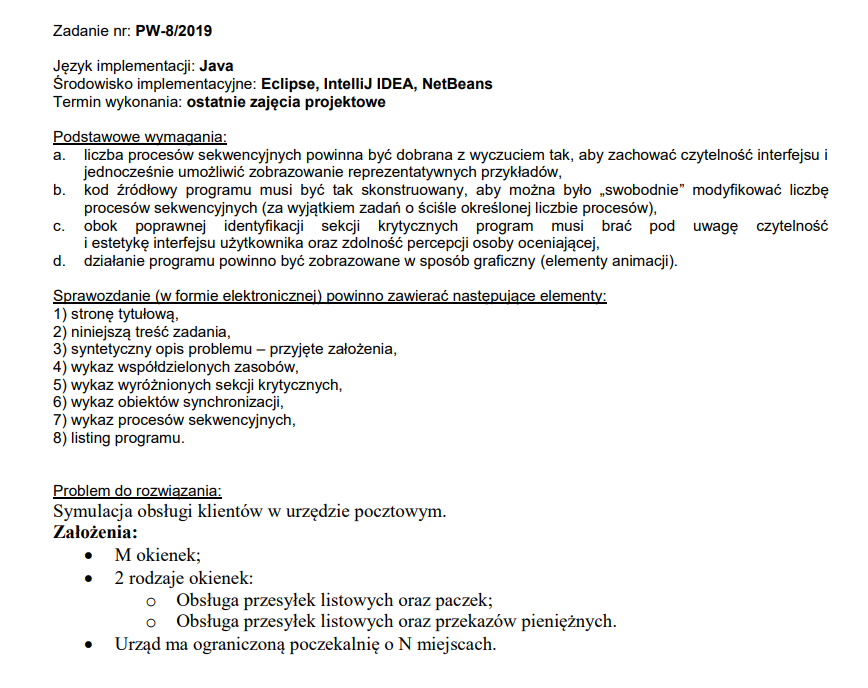 Zadanie nr: PW-8/2019
Język implementacji: Java
Środowisko implementacyjne: Eclipse, IntelliJ IDEA, NetBeans
Termin wykonania: ostatnie zajęcia projektowe
Podstawowe wymagania:
a. liczba procesów sekwencyjnych powinna być dobrana z wyczuciem tak, aby zachować czytelność interfejsu i
jednocześnie umożliwić zobrazowanie reprezentatywnych przykładów,
b. kod źródłowy programu musi być tak skonstruowany, aby można było „swobodnie” modyfikować liczbę
procesów sekwencyjnych (za wyjątkiem zadań o ściśle określonej liczbie procesów),
c. obok poprawnej identyfikacji sekcji krytycznych program musi brać pod uwagę czytelność
i estetykę interfejsu użytkownika oraz zdolność percepcji osoby oceniającej,
d. działanie programu powinno być zobrazowane w sposób graficzny (elementy animacji).
Sprawozdanie (w formie elektronicznej) powinno zawierać następujące elementy:
1) stronę tytułową,
2) niniejszą treść zadania,
3) syntetyczny opis problemu – przyjęte założenia,
4) wykaz współdzielonych zasobów,
5) wykaz wyróżnionych sekcji krytycznych,
6) wykaz obiektów synchronizacji,
7) wykaz procesów sekwencyjnych,
8) listing programu.
Problem do rozwiązania:
Symulacja obsługi klientów w urzędzie pocztowym.
Założenia:
• M okienek;
• 2 rodzaje okienek:
o Obsługa przesyłek listowych oraz paczek;
o Obsługa przesyłek listowych oraz przekazów pieniężnych.
• Urząd ma ograniczoną poczekalnię o N miejscach.